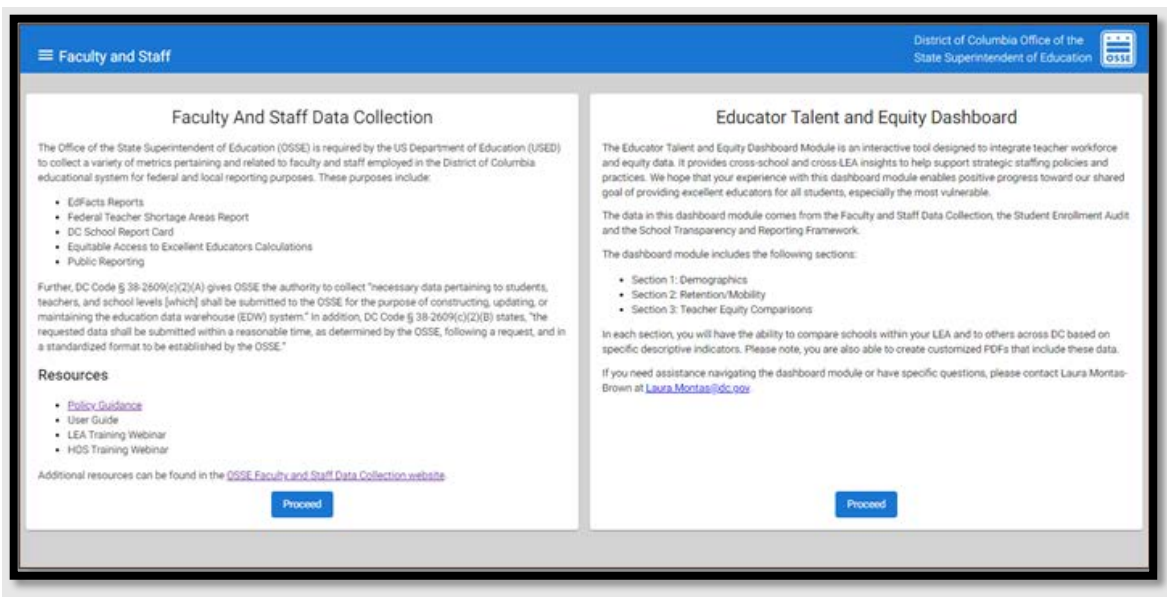 Faculty and Staff
District of Columbia Office of the
State Superintendent of Education
OSSE
Faculty And Staff Data Collection
The Office of the State Superintendent of Education (OSSE) is required by the US Department of Education (USED)
to collect a variety of metrics pertaining and related to faculty and staff employed in the District of Columbia
educational system for federal and local reporting purposes. These purposes include:
• EdFacts Reports
• Federal Teacher Shortage Areas Report
• DC School Report Card
• Equitable Access to Excellent Educators Calculations
• Public Reporting
Further, DC Code § 38-2609(c)(2)(A) gives OSSE the authority to collect "necessary data pertaining to students,
teachers, and school levels [which] shall be submitted to the OSSE for the purpose of constructing, updating, or
maintaining the education data warehouse (EDW) system." In addition, DC Code § 38-2609(c)(2)(B) states, "the
requested data shall be submitted within a reasonable time, as determined by the OSSE, following a request, and in
a standardized format to be established by the OSSE."
Resources
• Policy Guidance
• User Guide
• LEA Training Webinar
• HOS Training Webinar
Additional resources can be found in the OSSE Faculty and Staff Data Collection website.
Proceed
Educator Talent and Equity Dashboard
The Educator Talent and Equity Dashboard Module is an interactive tool designed to integrate teacher workforce
and equity data. It provides cross-school and cross-LEA insights to help support strategic staffing policies and
practices. We hope that your experience with this dashboard module enables positive progress toward our shared
goal of providing excellent educators for all students, especially the most vulnerable.
The data in this dashboard module comes from the Faculty and Staff Data Collection, the Student Enrollment Audit
and the School Transparency and Reporting Framework.
The dashboard module includes the following sections:
• Section 1: Demographics
• Section 2: Retention/Mobility
• Section 3: Teacher Equity Comparisons
In each section, you will have the ability to compare schools within your LEA and to others across DC based on
specific descriptive indicators. Please note, you are also able to create customized PDFs that include these data.
If you need assistance navigating the dashboard module or have specific questions, please contact Laura Montas-
Brown at Laura.Montas@dc.gov.
Proceed